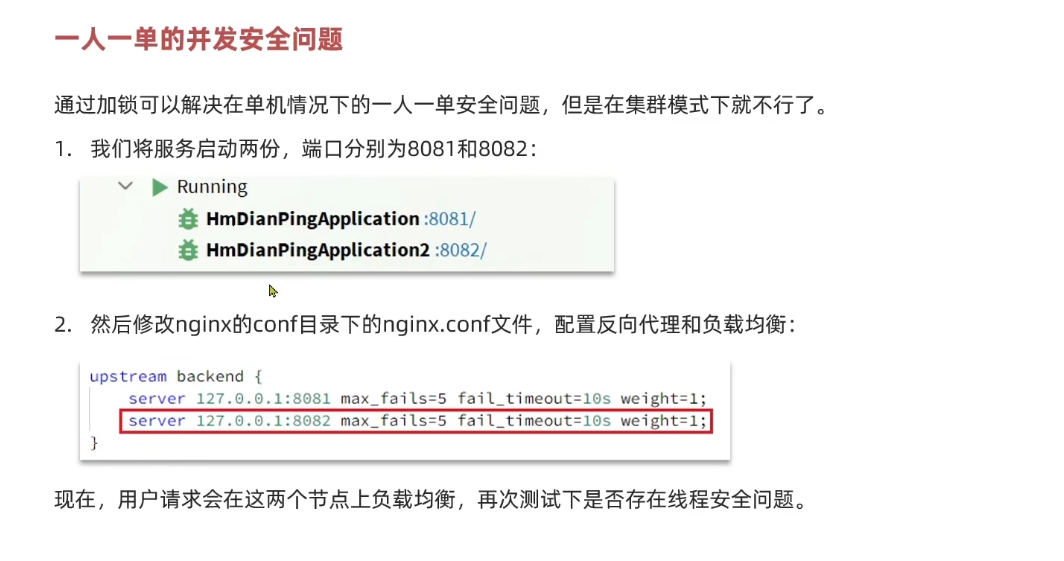 一人一单的并发安全问题
通过加锁可以解决在单机情况下的一人一单安全问题，但是在集群模式下就不行了。
1. 我们将服务启动两份，端口分别为8081和8082：
Running
HmDianPingApplication :8081/
HmDianPingApplication2 :8082/
2. 然后修改nginx的conf目录下的nginx.conf文件，配置反向代理和负载均衡：
upstream backend {
server 127.0.0.1:8081 max_fails=5 fail_timeout=10s weight=1;
server 127.0.0.1:8082 max_fails=5 fail_timeout=10s weight=1;
}
现在，用户请求会在这两个节点上负载均衡，再次测试下是否存在线程安全问题。